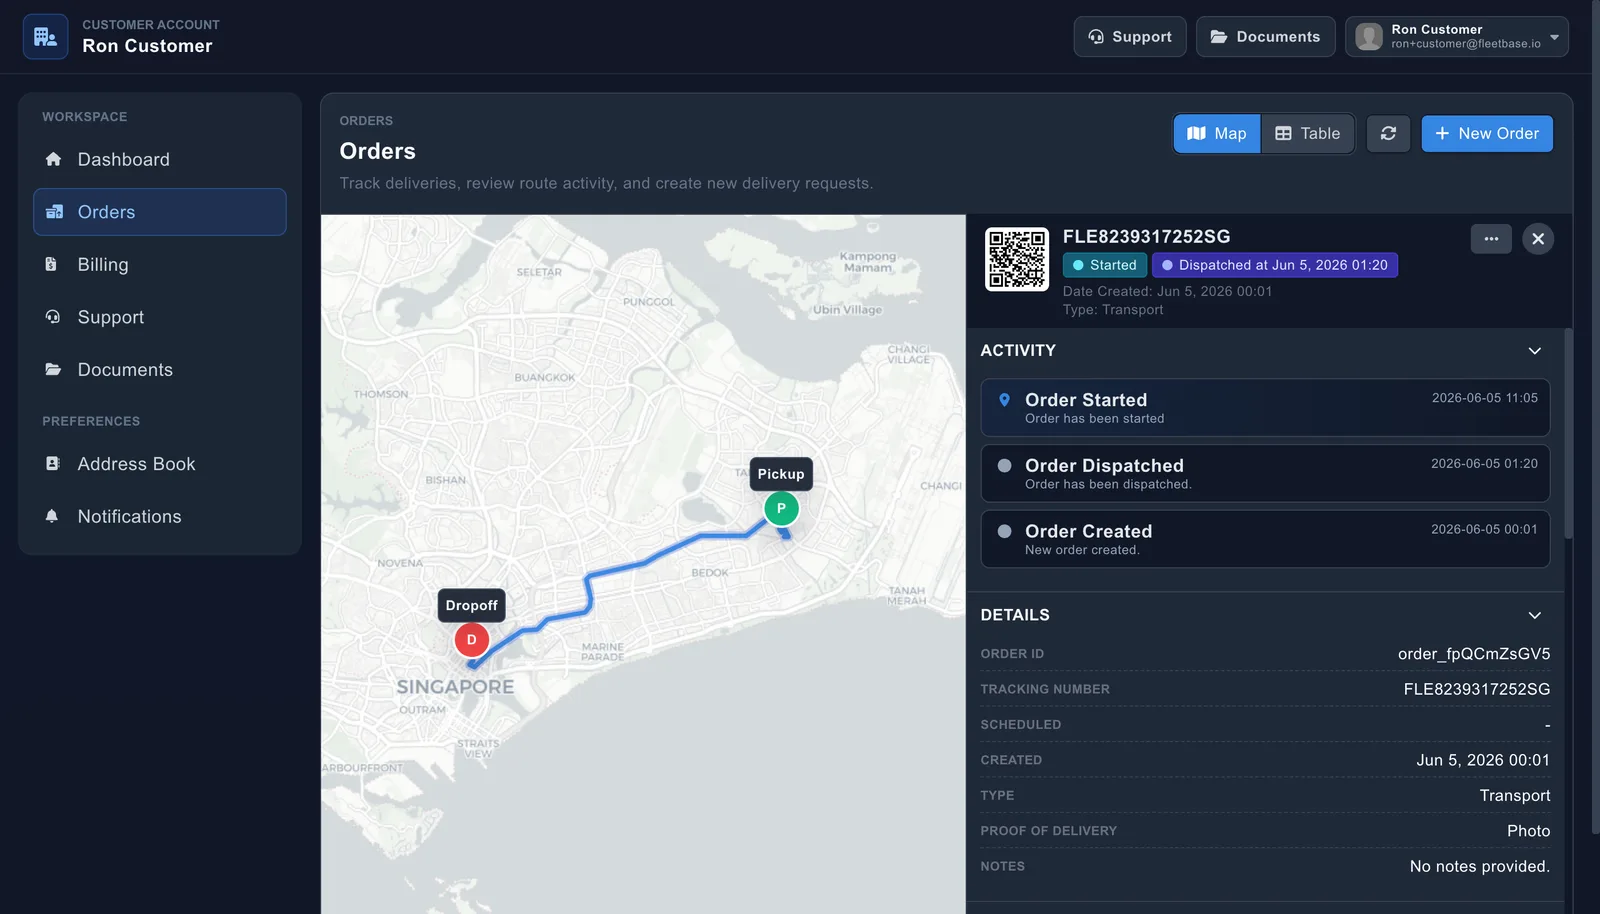 CUSTOMER ACCOUNT
Ron Customer
Support
Documents
Ron Customer
ron+customer@fleetbase.io
WORKSPACE
Dashboard
Orders
Billing
Support
Documents
PREFERENCES
Address Book
Notifications
ORDERS
Orders
Track deliveries, review route activity, and create new delivery requests.
Map
Table
New Order
Kampong
Mamam
SELETAR
PUNGGOL
Ubin Village
CHANGI
VILLAGE
BUANGKOK
THOMSON
Pickup
P
BISHAN
CHANGI
NOVENA
BEDOK
TANAH
MERAH
Dropoff
D
MARINE
PARADE
SINGAPORE
OUTRAM
STRAITS
VIEW
ARBOURFRONT
FLE8239317252SG
Started
Dispatched at Jun 5, 2026 01:20
Date Created: Jun 5, 2026 00:01
Type: Transport
ACTIVITY
Order Started
2026-06-05 11:05
Order has been started
Order Dispatched
2026-06-05 01:20
Order has been dispatched.
Order Created
2026-06-05 00:01
New order created.
DETAILS
ORDER ID
order_fpQCmZsGV5
TRACKING NUMBER
FLE8239317252SG
SCHEDULED
-
CREATED
Jun 5, 2026 00:01
TYPE
Transport
PROOF OF DELIVERY
Photo
NOTES
No notes provided.